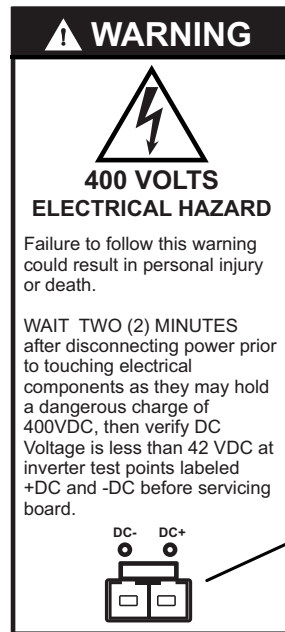 WARNING
400 VOLTS
ELECTRICAL HAZARD
Failure to follow this warning
could result in personal injury
or death.
WAIT TWO (2) MINUTES
after disconnecting power prior
to touching electrical
components as they may hold
a dangerous charge of
400VDC, then verify DC
Voltage is less than 42 VDC at
inverter test points labeled
+DC and -DC before servicing
board.
DC- DC+